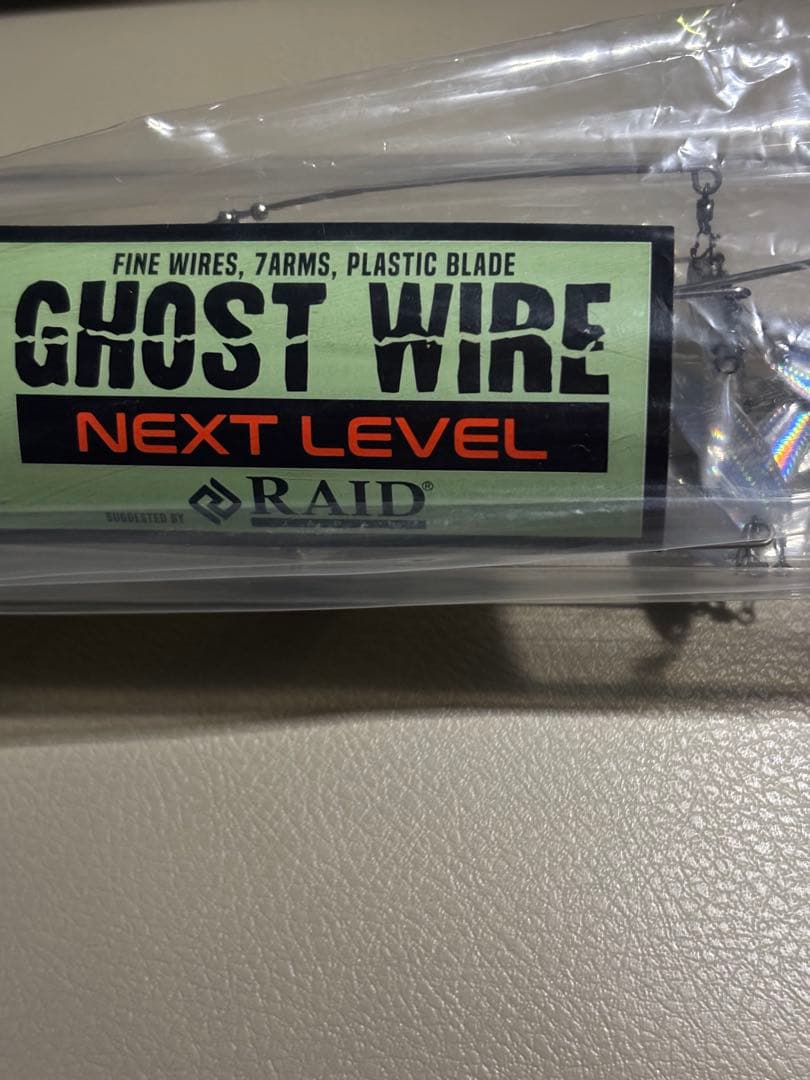 FINE WIRES, 7ARMS, PLASTIC BLADE
GHOST WIRE
NEXT LEVEL
SUGGESTED BY RAID®